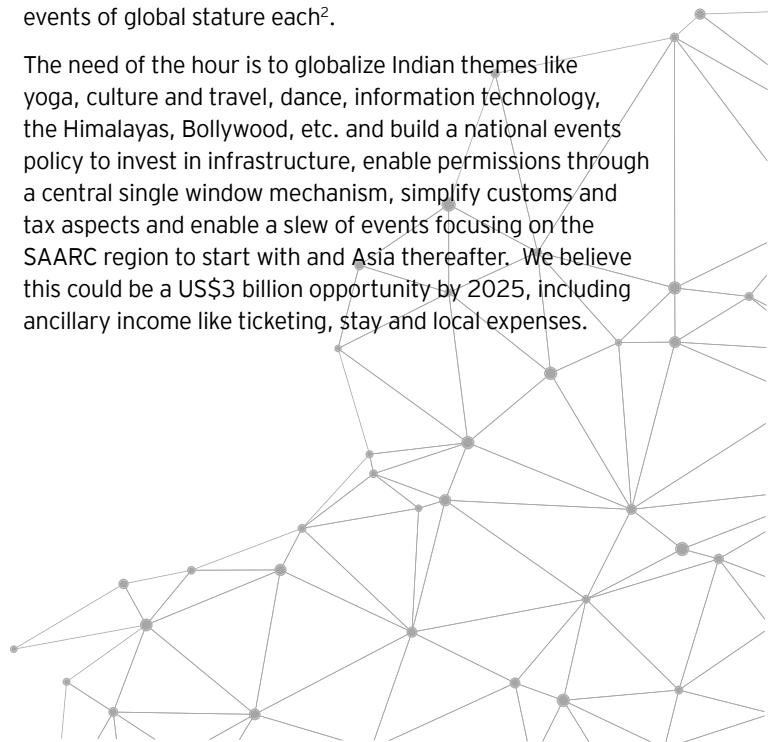 events of global stature each².
The need of the hour is to globalize Indian themes like
yoga, culture and travel, dance, information technology,
the Himalayas, Bollywood, etc. and build a national events
policy to invest in infrastructure, enable permissions through
a central single window mechanism, simplify customs and
tax aspects and enable a slew of events focusing on the
SAARC region to start with and Asia thereafter.  We believe
this could be a US$3 billion opportunity by 2025, including
ancillary income like ticketing, stay and local expenses.